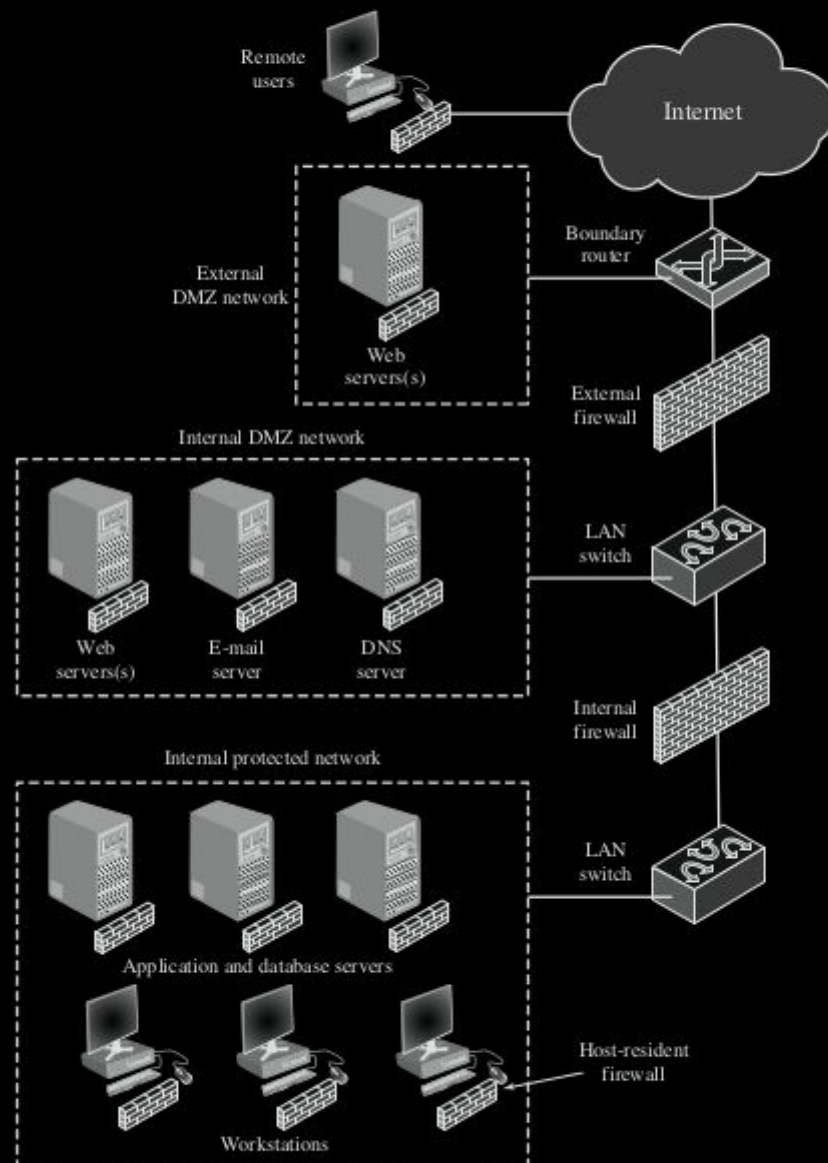 Remote
users
Internet
Boundary
router
External
DMZ network
Web
servers(s)
External
firewall
Internal DMZ network
LAN
switch
Web
servers(s)
E-mail
server
DNS
server
Internal
firewall
Internal protected network
LAN
switch
Application and database servers
Host-resident
firewall
Workstations